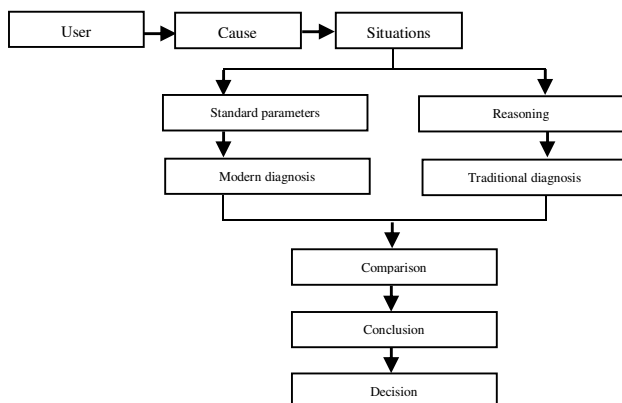 User
Cause
Situations
Standard parameters
Reasoning
Modern diagnosis
Traditional diagnosis
Comparison
Conclusion
Decision